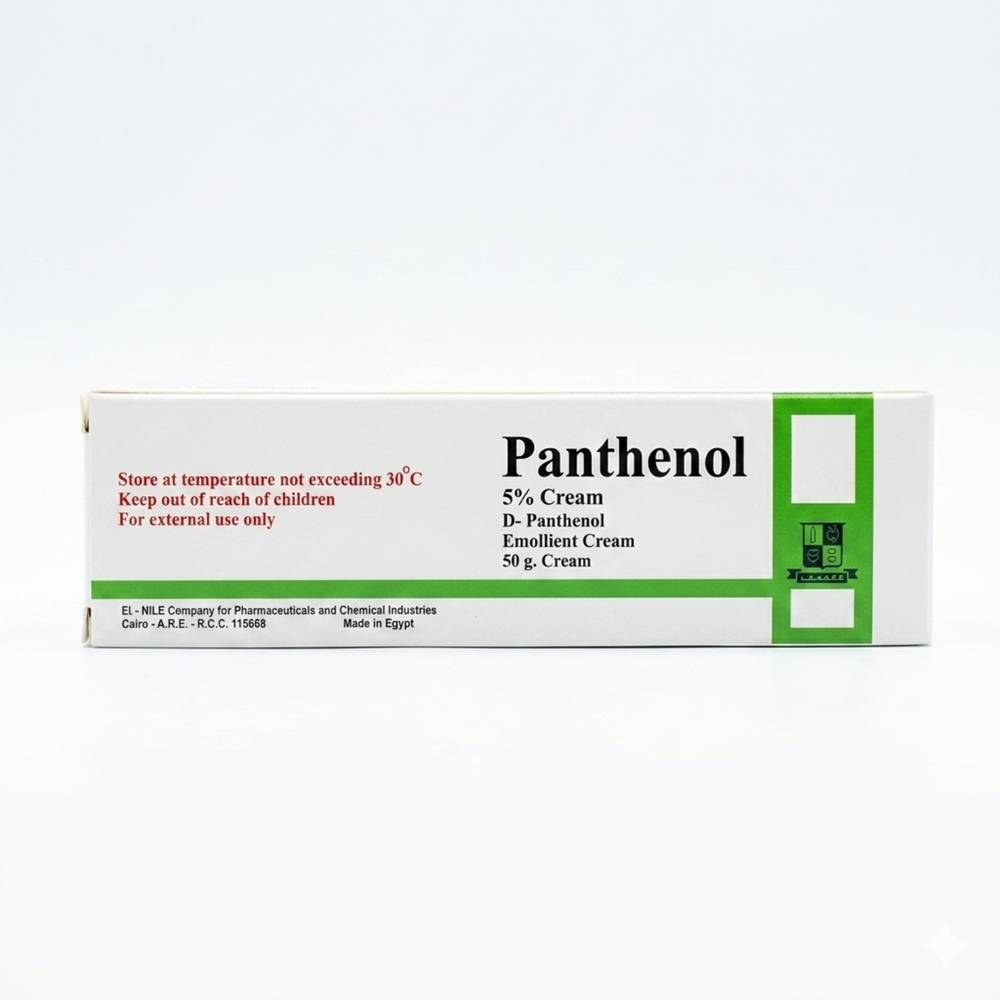 Store at temperature not exceeding 30°C
Keep out of reach of children
For external use only
Panthenol
5% Cream
D- Panthenol
Emollient Cream
50 g. Cream
EL - NILE Company for Pharmaceuticals and Chemical Industries
Cairo - A.R.E. - R.C.C. 115668 Made in Egypt